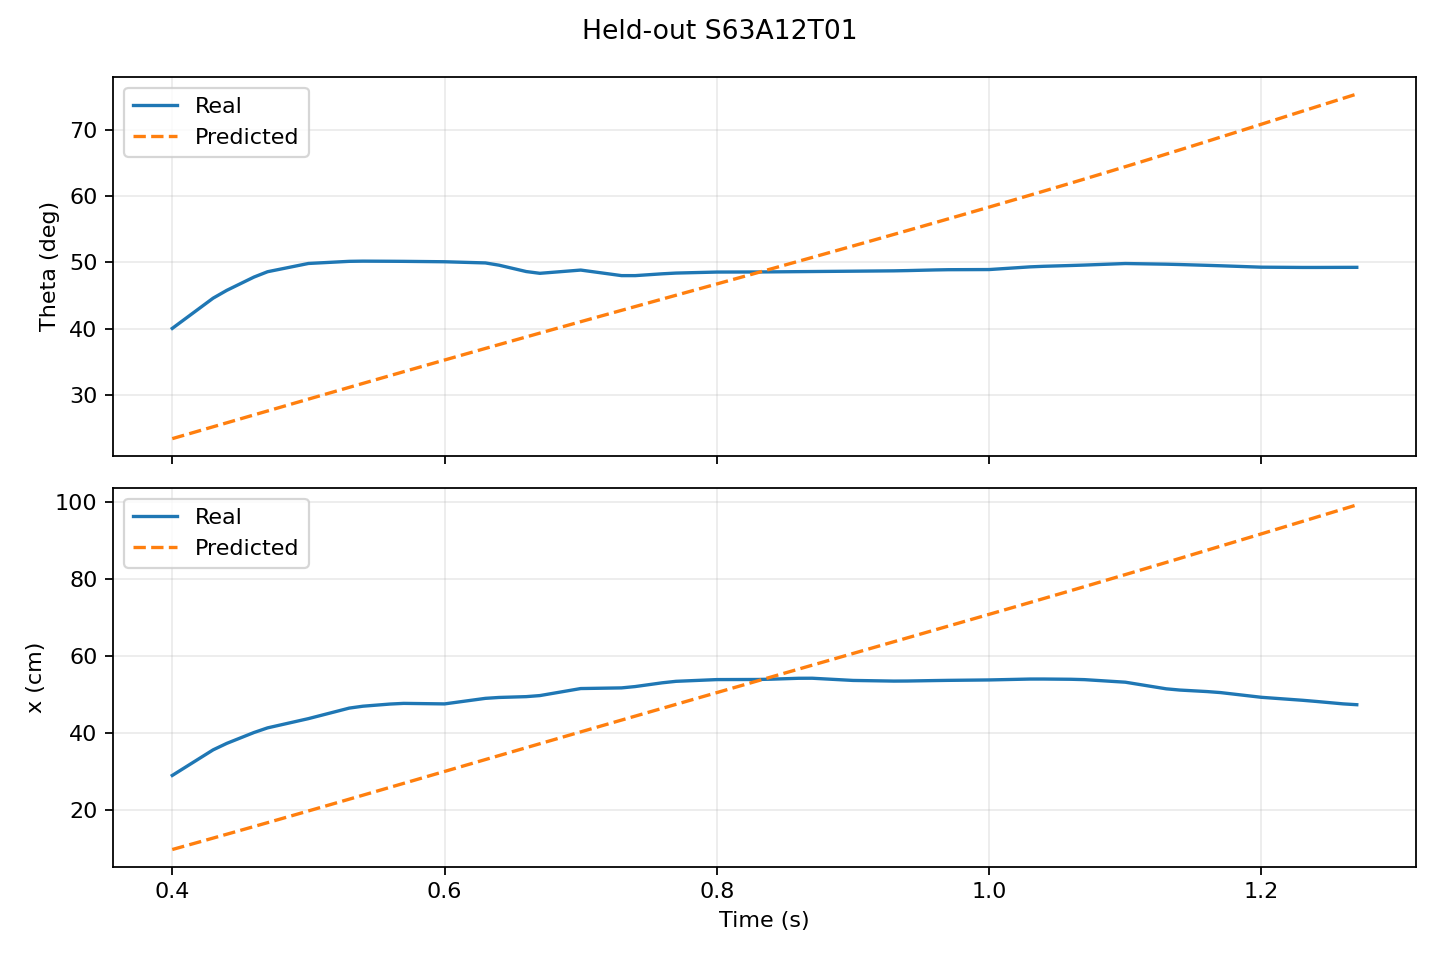 Held-out S63A12T01
Real
Predicted
Theta (deg)
70
60
50
40
30
Real
Predicted
x (cm)
100
80
60
40
20
0.4 0.6 0.8 1.0 1.2
Time (s)